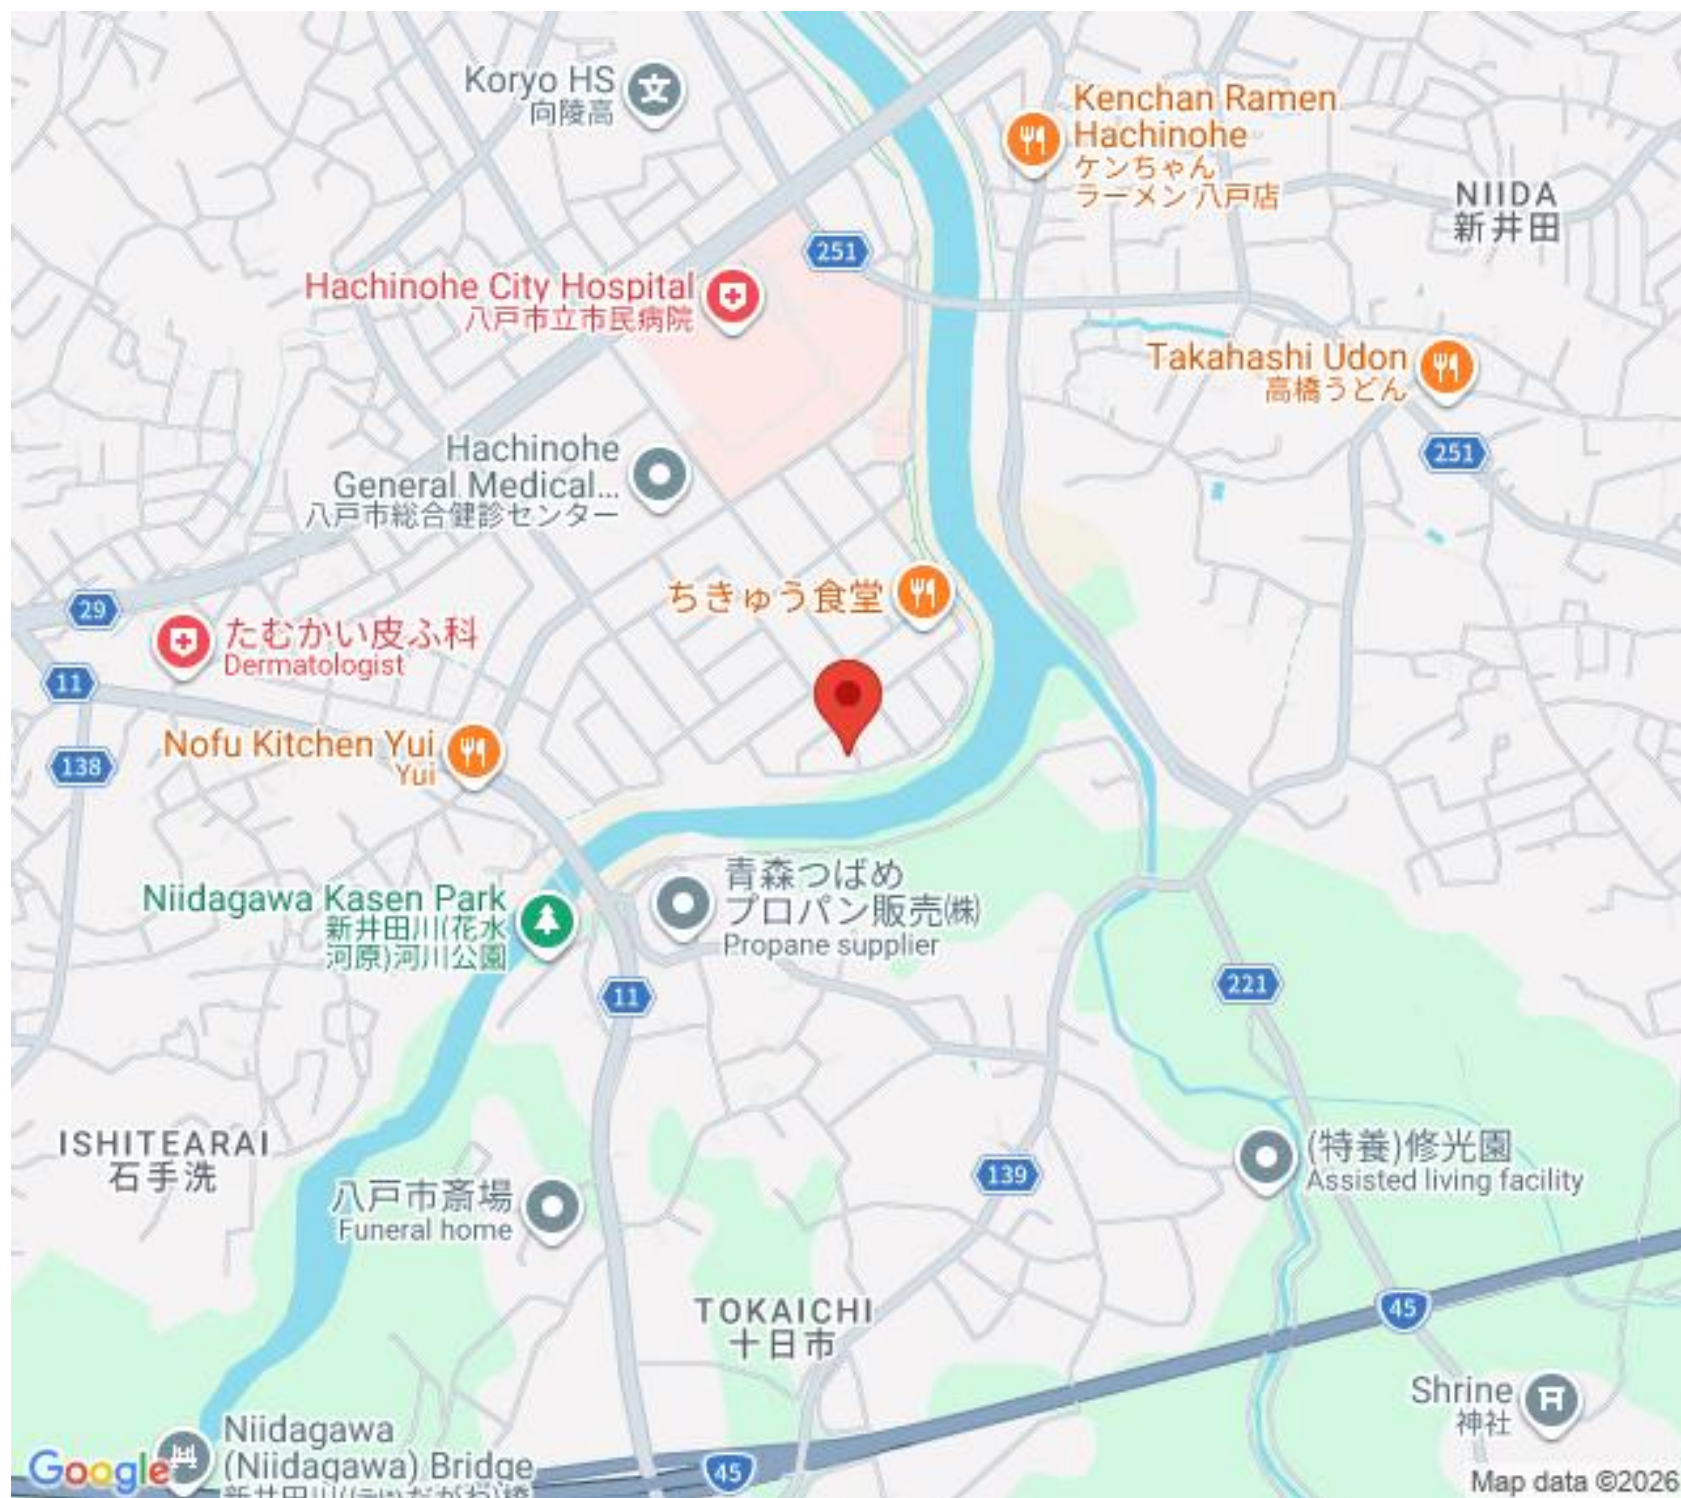 Koryo HS
向陵高
Kenchan Ramen
Hachinohe
ケンちゃん
ラーメン 八戸店
NIIDA
新井田
251
Hachinohe City Hospital
八戸市立市民病院
Takahashi Udon
高橋うどん
251
Hachinohe
General Medical...
八戸市総合健診センター
ちきゅう食堂
29
たむかい皮ふ科
Dermatologist
11
138
Nofu Kitchen Yui
Yui
Niidagawa Kasen Park
新井田川(花水
河原)河川公園
青森つばめ
プロパン販売㈱
Propane supplier
11
221
ISHITEARAI
石手洗
139
(特養)修光園
Assisted living facility
八戸市斎場
Funeral home
TOKAICHI
十日市
45
Shrine
神社
Niidagawa
(Niidagawa) Bridge
45
Google
Map data ©2026